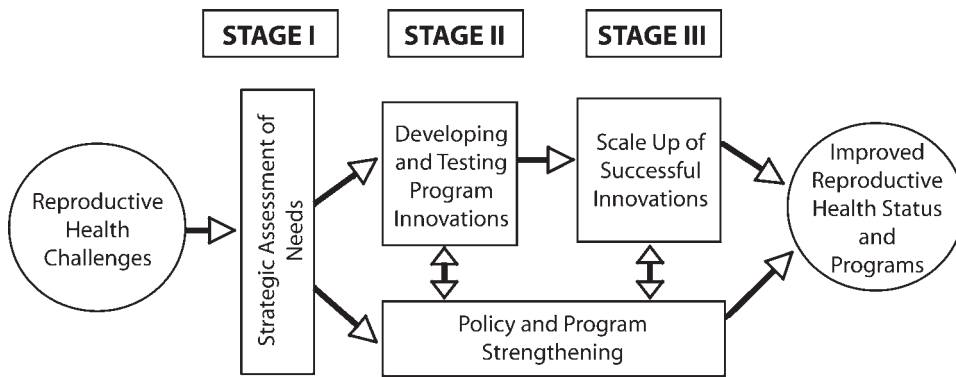 STAGE I
STAGE II
STAGE III
Reproductive
Health
Challenges
Strategic Assessment of
Needs
Developing
and Testing
Program
Innovations
Scale Up of
Successful
Innovations
Improved
Reproductive
Health Status
and
Programs
Policy and Program
Strengthening